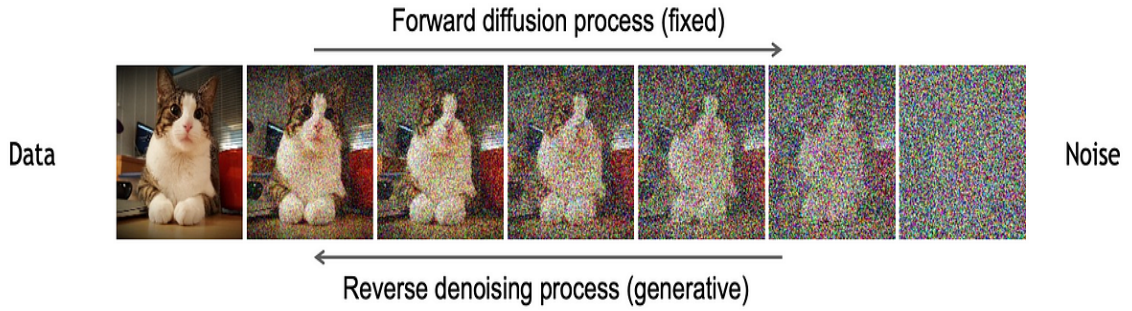 Forward diffusion process (fixed)
Data
Noise
Reverse denoising process (generative)